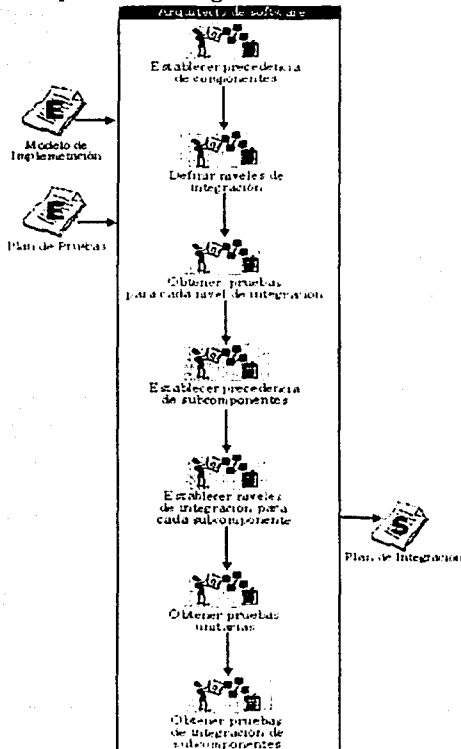 Arquitecto de software
Establecer precedencia
de componentes
E
Modelo de
Implementación
Definir niveles de
integración
E
Plan de Pruebas
Obtener pruebas
para cada nivel de integración
Establecer precedencia
de subcomponentes
Establecer niveles
de integración para
cada subcomponente
S
Plan de Integración
Obtener pruebas
unitarias
Obtener pruebas
de integración de
subcomponentes